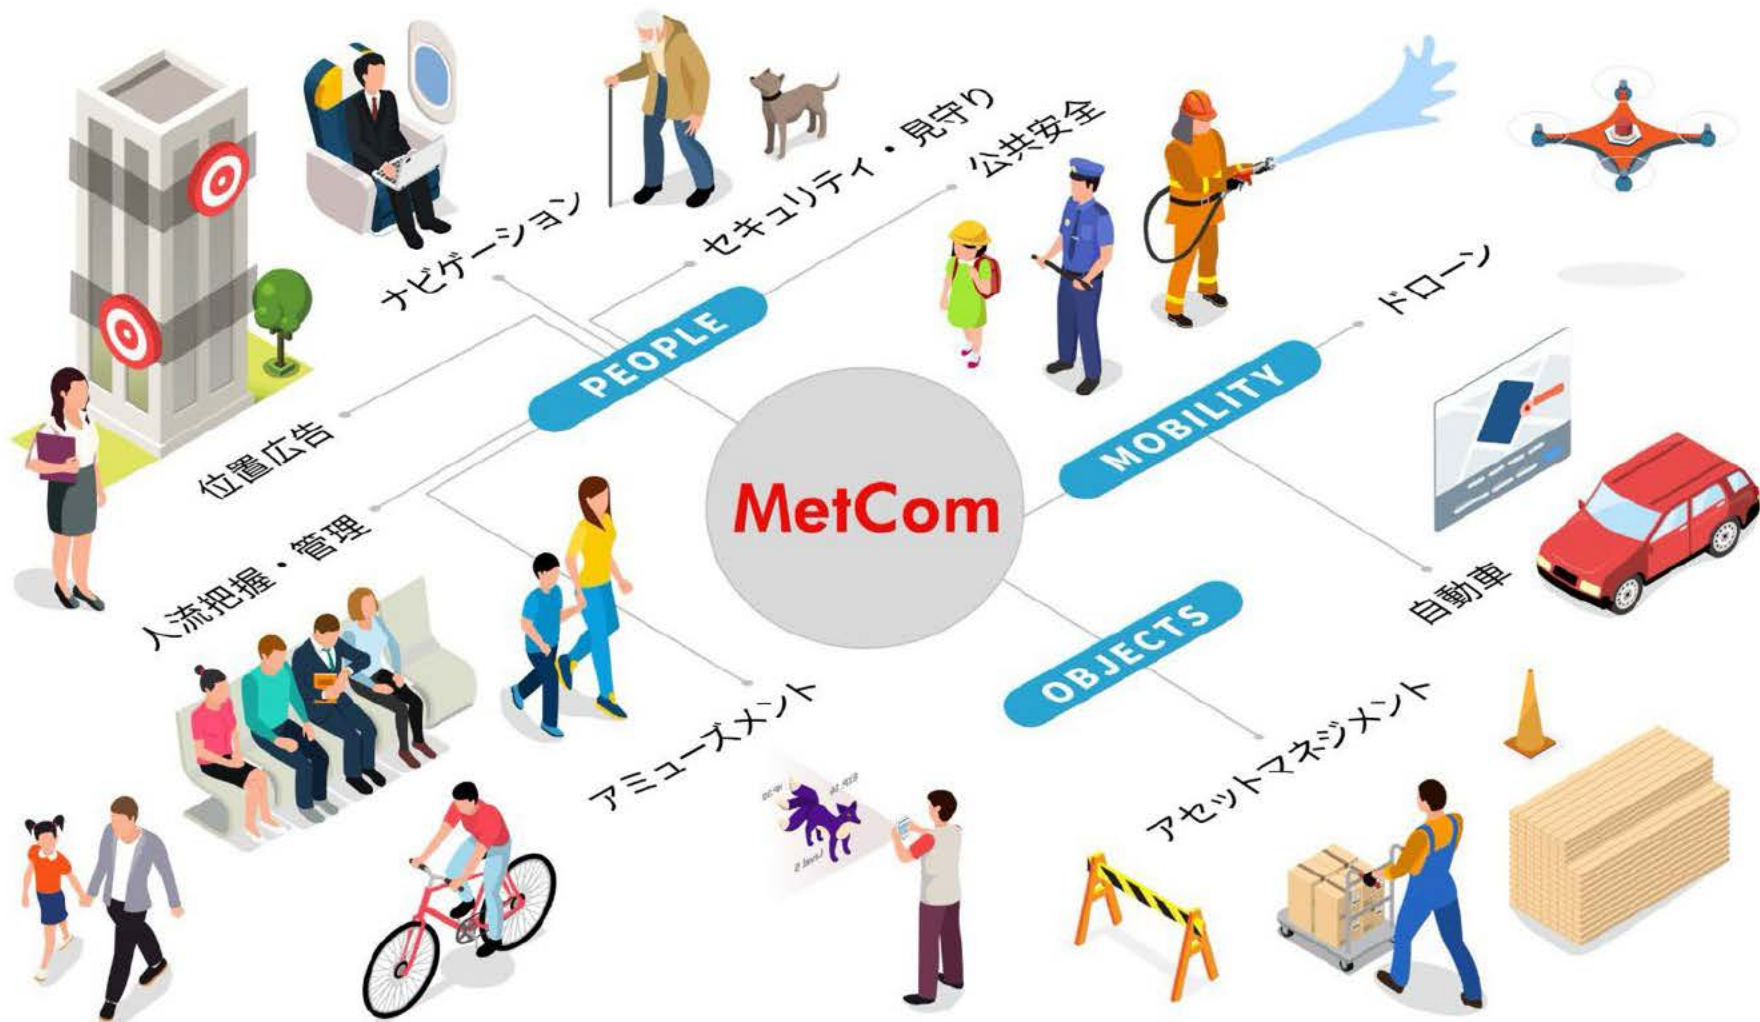 ナビゲーション
セキュリティ・見守り
公共安全
PEOPLE
ドローン
MOBILITY
位置広告
MetCom
人流把握・管理
自動車
OBJECTS
アミューズメント
アセットマネジメント